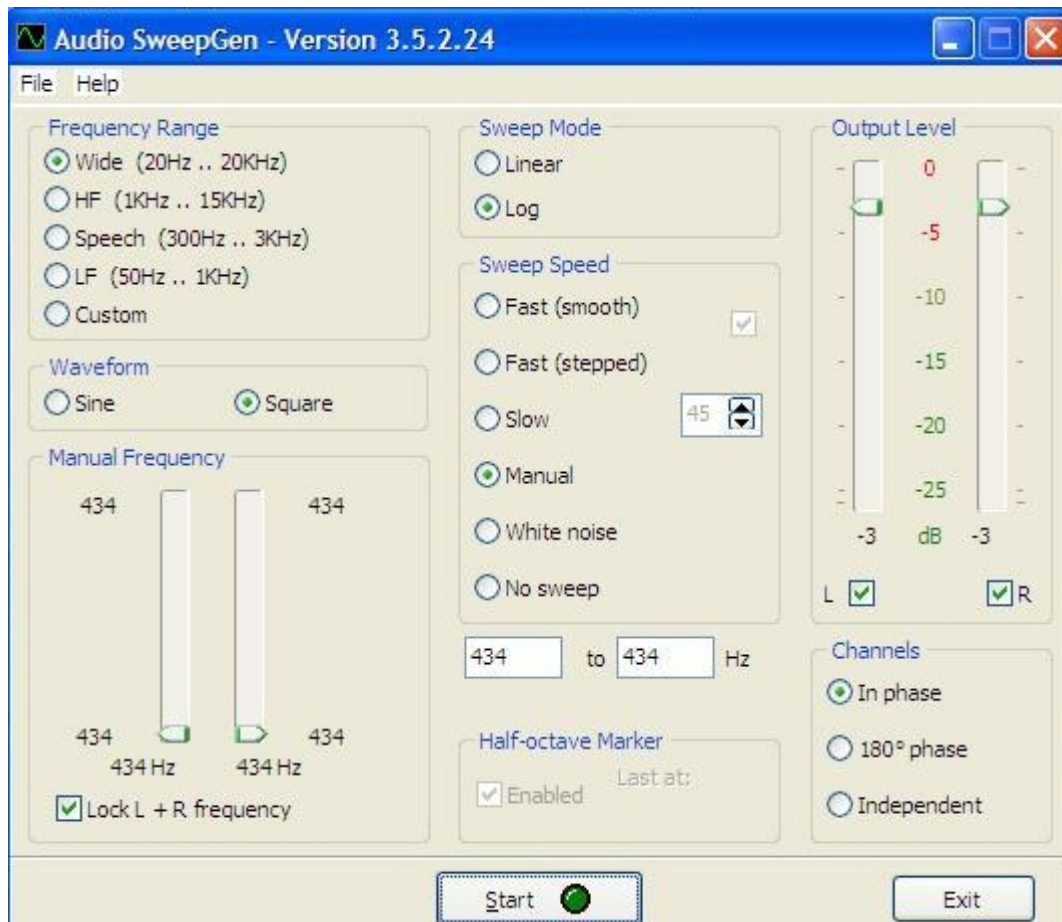 Audio SweepGen - Version 3.5.2.24
File Help
Frequency Range
Wide (20Hz .. 20KHz)
HF (1KHz .. 15KHz)
Speech (300Hz .. 3KHz)
LF (50Hz .. 1KHz)
Custom
Waveform
Sine Square
Manual Frequency
434 434
434 434
434 Hz 434 Hz
Lock L + R frequency
Sweep Mode
Linear
Log
Sweep Speed
Fast (smooth)
Fast (stepped)
Slow 45
Manual
White noise
No sweep
434 to 434 Hz
Half-octave Marker
Enabled Last at:
Output Level
0
-5
-10
-15
-20
-25
-3 dB -3
L R
Channels
In phase
180° phase
Independent
Start Exit